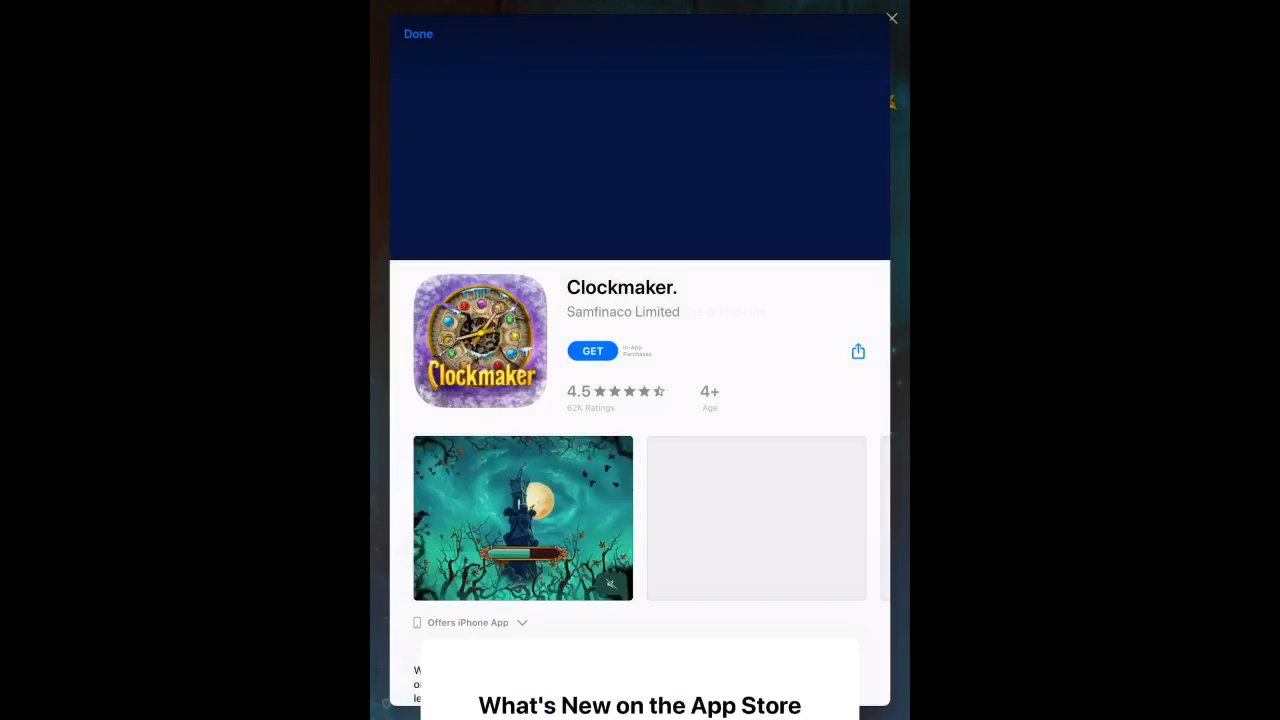 Done
Clockmaker
Clockmaker.
Samfinaco Limited
GET
In-App
Purchases
4.5
4+
62K Ratings
Age
Offers iPhone App
What's New on the App Store